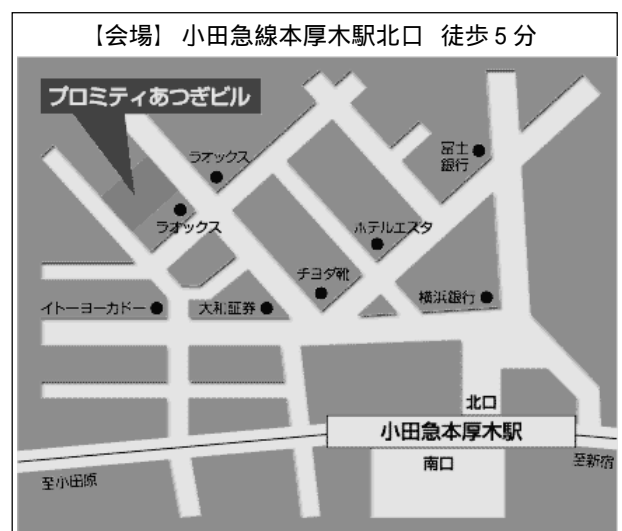 【会場】 小田急線本厚木駅北口 徒歩5分
プロミティあつぎビル
ラオックス
富士
銀行
ラオックス
ホテルエスタ
チヨダ靴
イトーヨーカドー
大和証券
横浜銀行
北口
小田急本厚木駅
南口
至小田原
至新宿